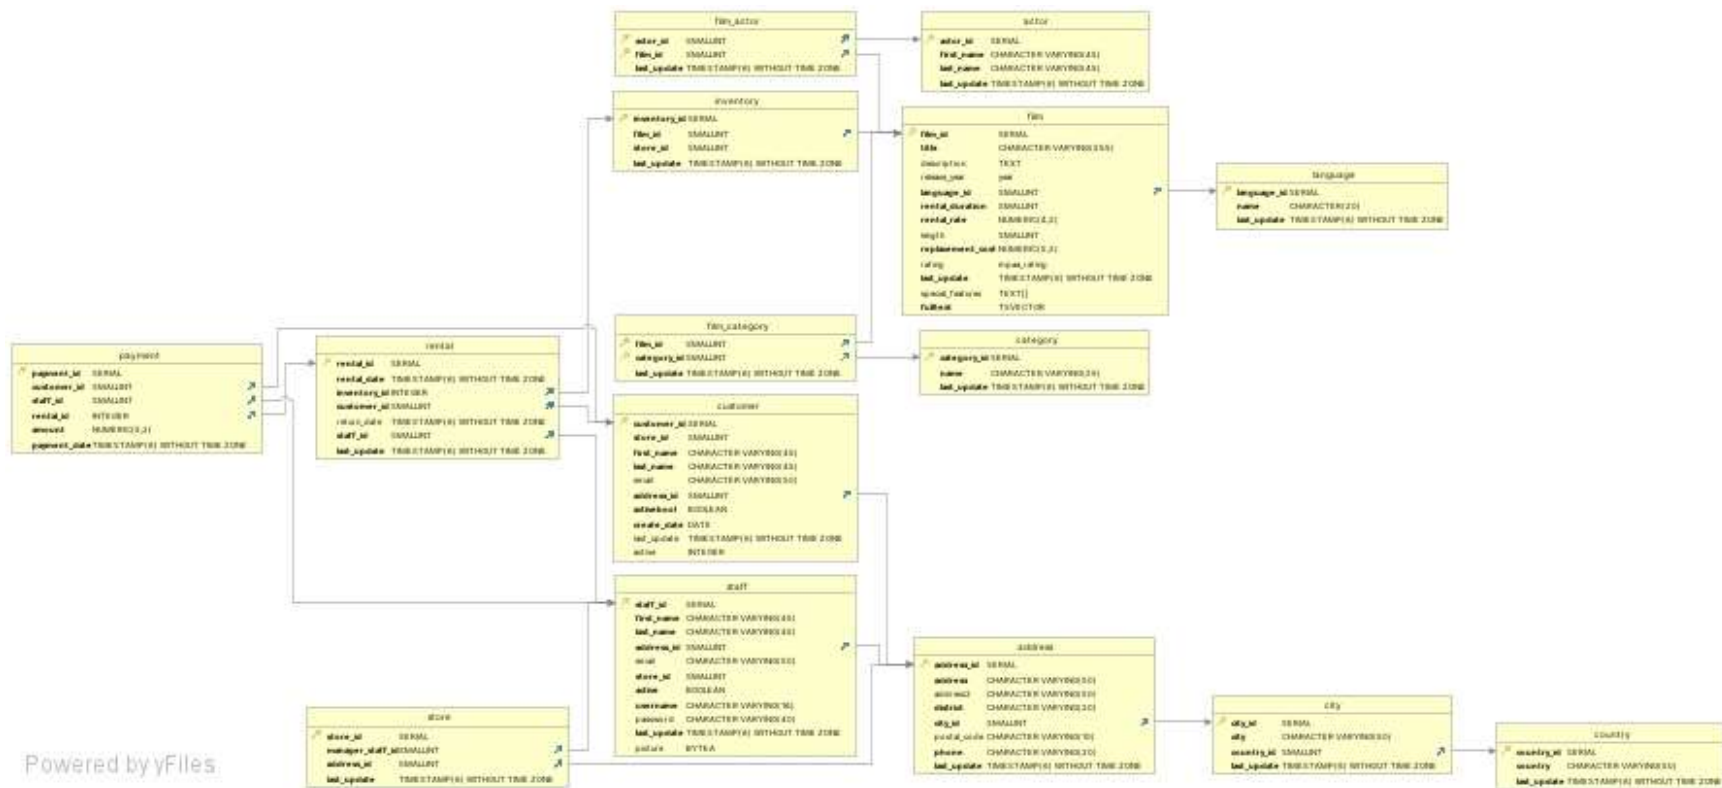 film_actor
actor_id SMALLINT
film_id SMALLINT
last_update TIMESTAMP(6) WITHOUT TIME ZONE
actor
actor_id SERIAL
first_name CHARACTER VARYING(45)
last_name CHARACTER VARYING(45)
last_update TIMESTAMP(6) WITHOUT TIME ZONE
inventory
inventory_id SERIAL
film_id SMALLINT
store_id SMALLINT
last_update TIMESTAMP(6) WITHOUT TIME ZONE
film
film_id SERIAL
title CHARACTER VARYING(255)
description TEXT
release_year year
language_id SMALLINT
rental_duration SMALLINT
rental_rate NUMERIC(4,2)
length SMALLINT
replacement_cost NUMERIC(5,2)
rating mpaa_rating
last_update TIMESTAMP(6) WITHOUT TIME ZONE
special_features TEXT[]
fulltext TSVECTOR
language
language_id SERIAL
name CHARACTER(20)
last_update TIMESTAMP(6) WITHOUT TIME ZONE
film_category
film_id SMALLINT
category_id SMALLINT
last_update TIMESTAMP(6) WITHOUT TIME ZONE
category
category_id SERIAL
name CHARACTER VARYING(25)
last_update TIMESTAMP(6) WITHOUT TIME ZONE
payment
payment_id SERIAL
customer_id SMALLINT
staff_id SMALLINT
rental_id INTEGER
amount NUMERIC(5,2)
payment_date TIMESTAMP(6) WITHOUT TIME ZONE
rental
rental_id SERIAL
rental_date TIMESTAMP(6) WITHOUT TIME ZONE
inventory_id INTEGER
customer_id SMALLINT
return_date TIMESTAMP(6) WITHOUT TIME ZONE
staff_id SMALLINT
last_update TIMESTAMP(6) WITHOUT TIME ZONE
customer
customer_id SERIAL
store_id SMALLINT
first_name CHARACTER VARYING(45)
last_name CHARACTER VARYING(45)
email CHARACTER VARYING(50)
address_id SMALLINT
activebool BOOLEAN
create_date DATE
last_update TIMESTAMP(6) WITHOUT TIME ZONE
active INTEGER
staff
staff_id SERIAL
first_name CHARACTER VARYING(45)
last_name CHARACTER VARYING(45)
address_id SMALLINT
email CHARACTER VARYING(50)
store_id SMALLINT
active BOOLEAN
username CHARACTER VARYING(16)
password CHARACTER VARYING(40)
last_update TIMESTAMP(6) WITHOUT TIME ZONE
picture BYTEA
store
store_id SERIAL
manager_staff_id SMALLINT
address_id SMALLINT
last_update TIMESTAMP(6) WITHOUT TIME ZONE
address
address_id SERIAL
address CHARACTER VARYING(50)
address2 CHARACTER VARYING(50)
district CHARACTER VARYING(20)
city_id SMALLINT
postal_code CHARACTER VARYING(10)
phone CHARACTER VARYING(20)
last_update TIMESTAMP(6) WITHOUT TIME ZONE
city
city_id SERIAL
city CHARACTER VARYING(50)
country_id SMALLINT
last_update TIMESTAMP(6) WITHOUT TIME ZONE
country
country_id SERIAL
country CHARACTER VARYING(50)
last_update TIMESTAMP(6) WITHOUT TIME ZONE
Powered by yFiles